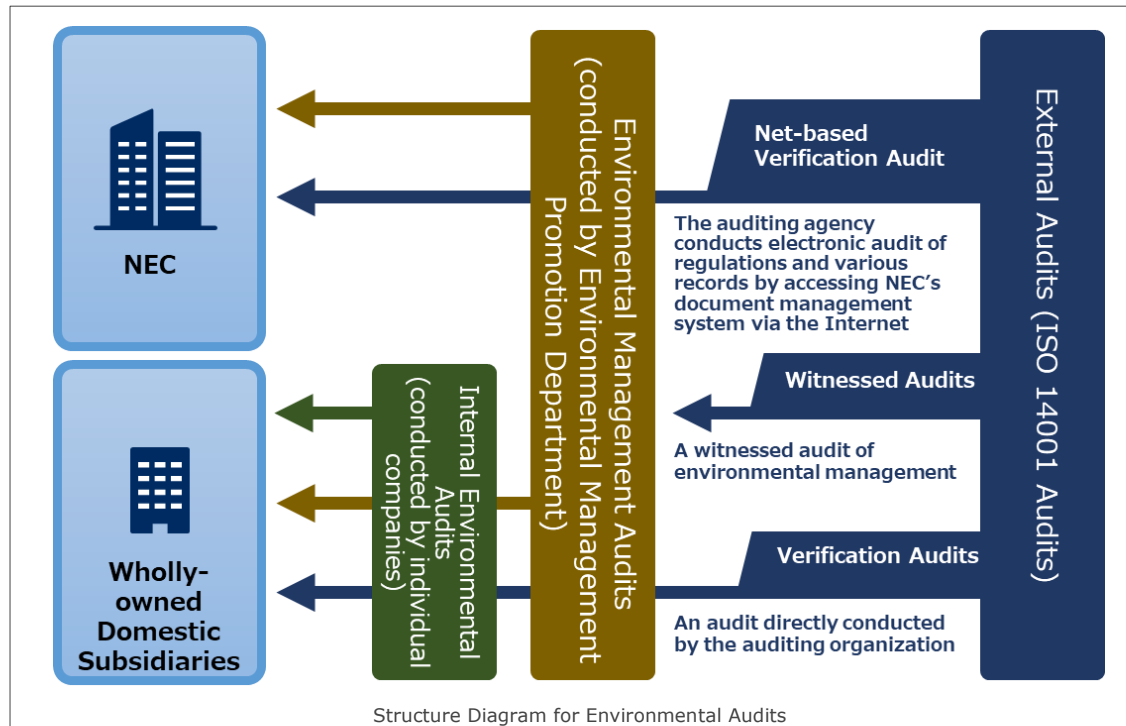 NEC
Wholly-
owned
Domestic
Subsidiaries
Internal Environmental
Audits
(conducted by individual
companies)
Environmental Management Audits
(conducted by Environmental Management
Promotion Department)
Net-based
Verification Audit
The auditing agency
conducts electronic audit of
regulations and various
records by accessing NEC’s
document management
system via the Internet
Witnessed Audits
A witnessed audit of
environmental management
Verification Audits
An audit directly conducted
by the auditing organization
External Audits (ISO 14001 Audits)
Structure Diagram for Environmental Audits